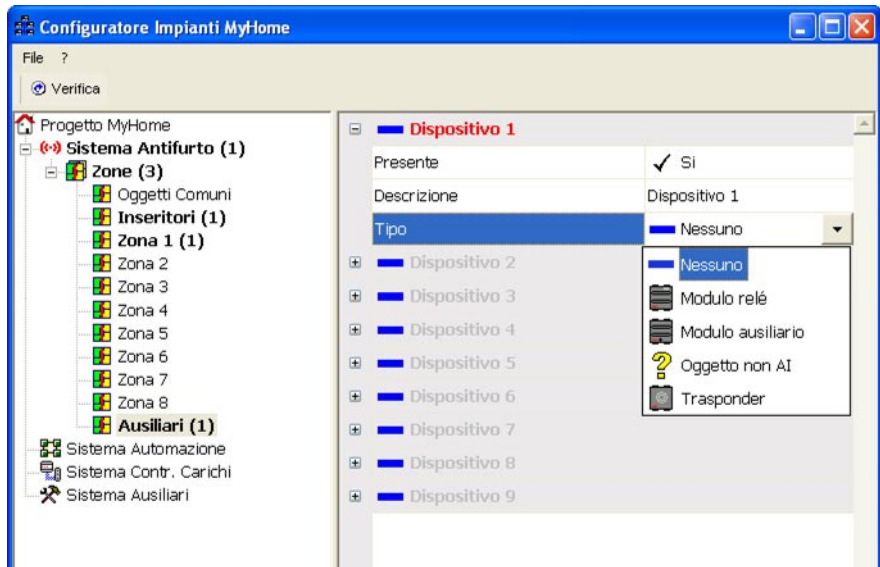 Configuratore Impianti MyHome
File ?
Verifica
Progetto MyHome
Sistema Antifurto (1)
Zone (3)
Oggetti Comuni
Inseritori (1)
Zona 1 (1)
Zona 2
Zona 3
Zona 4
Zona 5
Zona 6
Zona 7
Zona 8
Ausiliari (1)
Sistema Automazione
Sistema Contr. Carichi
Sistema Ausiliari
Dispositivo 1
Presente Si
Descrizione Dispositivo 1
Tipo Nessuno
Dispositivo 2
Dispositivo 3
Dispositivo 4
Dispositivo 5
Dispositivo 6
Dispositivo 7
Dispositivo 8
Dispositivo 9
Nessuno
Modulo relé
Modulo ausiliario
Oggetto non AI
Trasponder